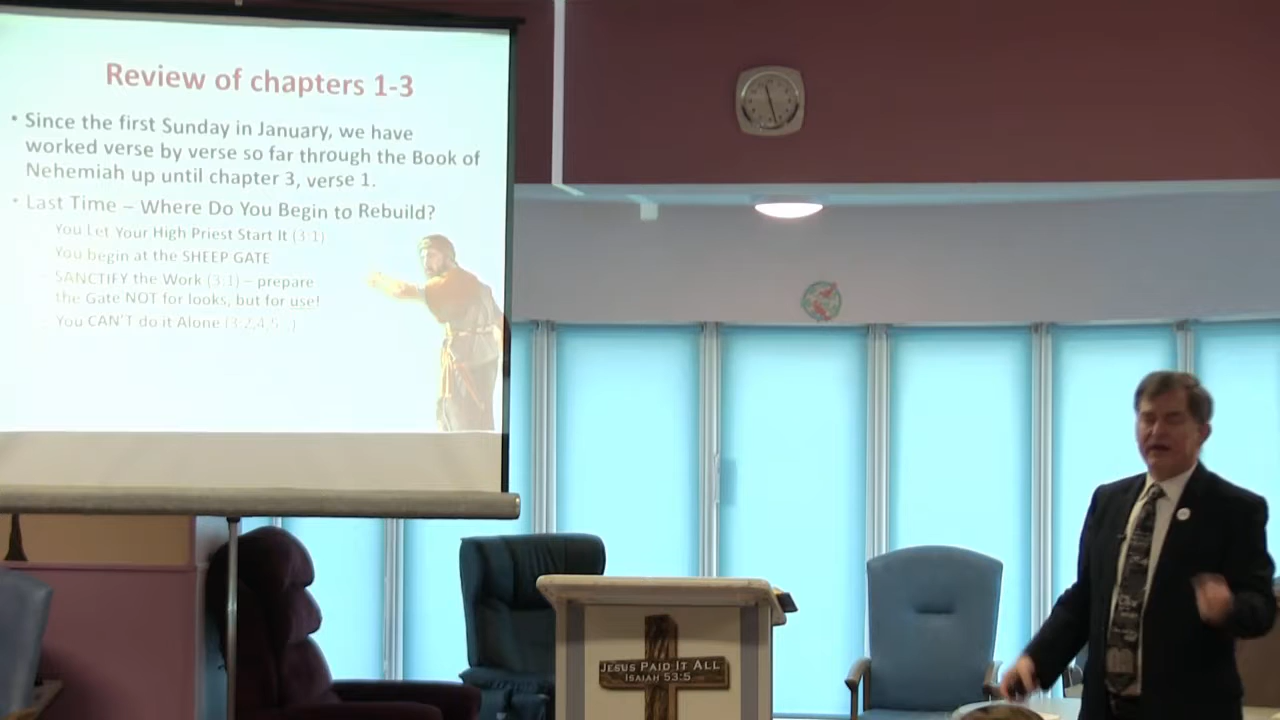 Review of chapters 1-3
• Since the first Sunday in January, we have
worked verse by verse so far through the Book of
Nehemiah up until chapter 3, verse 1.
• Last Time – Where Do You Begin to Rebuild?
You Let Your High Priest Start It (3:1)
You begin at the SHEEP GATE
– SANCTIFY the Work (3:1) – prepare
the Gate NOT for looks, but for use!
You CAN'T do it Alone (3:2,4,5...)
JESUS PAID IT ALL
ISAIAH 53:5